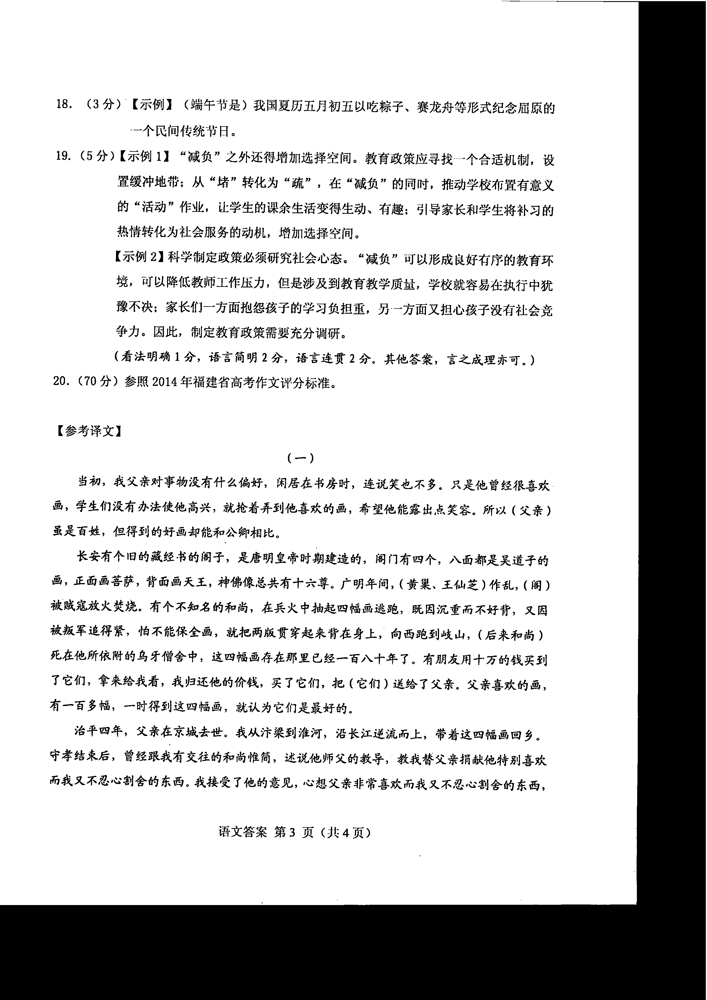 18. （3 分）【示例】（端午节是）我国夏历五月初五以吃粽子、赛龙舟等形式纪念屈原的
一个民间传统节日。
19.（5 分）【示例 1】“减负”之外还得增加选择空间。教育政策应寻找一个合适机制，设
置缓冲地带；从“堵”转化为“疏”，在“减负”的同时，推动学校布置有意义
的“活动”作业，让学生的课余生活变得生动、有趣；引导家长和学生将补习的
热情转化为社会服务的动机，增加选择空间。
【示例 2】科学制定政策必须研究社会心态。“减负”可以形成良好有序的教育环
境，可以降低教师工作压力，但是涉及到教育教学质量，学校就容易在执行中犹
豫不决；家长们一方面抱怨孩子的学习负担重，另一方面又担心孩子没有社会竞
争力。因此，制定教育政策需要充分调研。
(看法明确 1 分，语言简明 2 分，语言连贯 2 分。其他答案，言之成理亦可。)
20.（70 分）参照 2014 年福建省高考作文评分标准。
【参考译文】
(一)
当初，我父亲对事物没有什么偏好，闲居在书房时，连说笑也不多。只是他曾经很喜欢
画，学生们没有办法使他高兴，就抢着弄到他喜欢的画，希望他能露出点笑容。所以(父亲)
虽是百姓，但得到的好画却能和公卿相比。
长安有个旧的藏经书的阁子，是唐明皇帝时期建造的，阁门有四个，八面都是吴道子的
画，正面画菩萨，背面画天王，神佛像总共有十六尊。广明年间，(黄巢、王仙芝)作乱，(阁)
被贼寇放火焚烧。有个不知名的和尚，在兵火中抽起四幅画逃跑，既因沉重而不好背，又因
被叛军追得紧，怕不能保全画，就把两版贯穿起来背在身上，向西跑到岐山，(后来和尚)
死在他所依附的乌牙僧舍中，这四幅画存在那里已经一百八十年了。有朋友用十万的钱买到
了它们，拿来给我看，我归还他的价钱，买了它们，把(它们)送给了父亲。父亲喜欢的画，
有一百多幅，一时得到这四幅画，就认为它们是最好的。
治平四年，父亲在京城去世。我从汴梁到淮河，沿长江逆流而上，带着这四幅画回乡。
守孝结束后，曾经跟我有交往的和尚惟简，述说他师父的教导，教我替父亲捐献他特别喜欢
而我又不忍心割舍的东西。我接受了他的意见，心想父亲非常喜欢而我又不忍心割舍的东西，
语文答案 第 3 页（共 4 页）